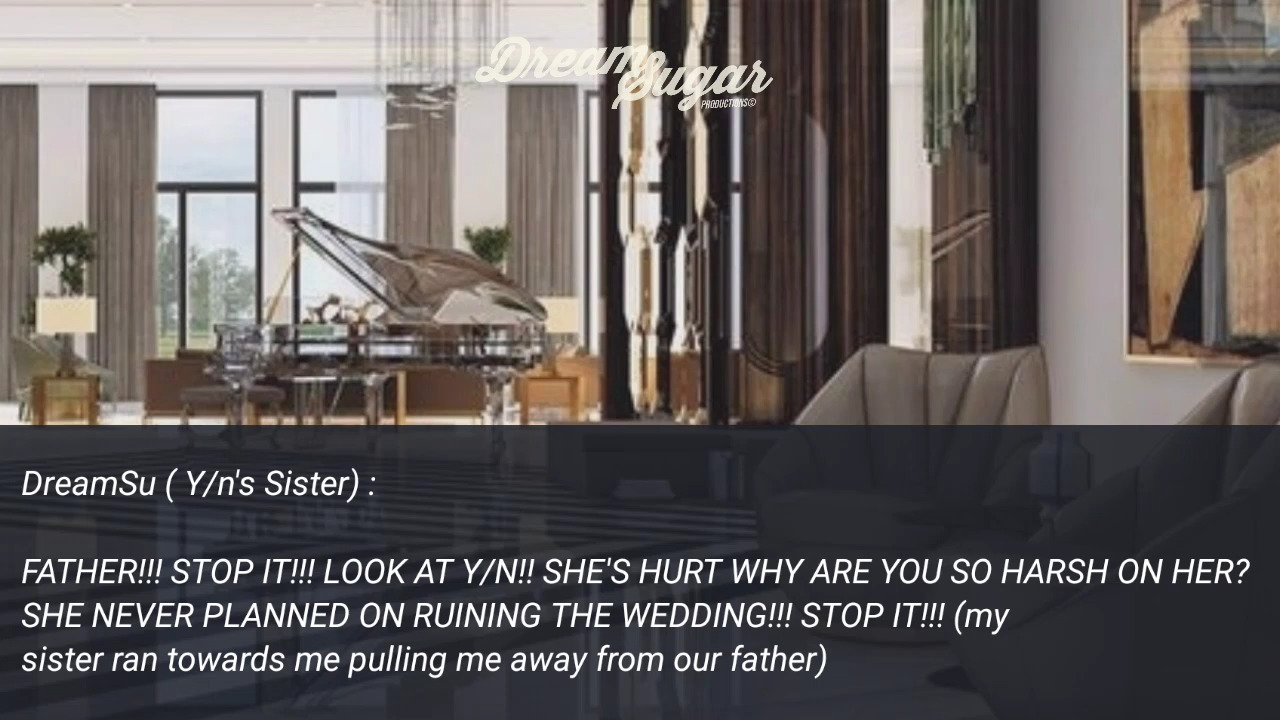 Dream
Sugar
PRODUCTIONS©
DreamSu ( Y/n's Sister) :
FATHER!!! STOP IT!!! LOOK AT Y/N!! SHE'S HURT WHY ARE YOU SO HARSH ON HER?
SHE NEVER PLANNED ON RUINING THE WEDDING!!! STOP IT!!! (my
sister ran towards me pulling me away from our father)